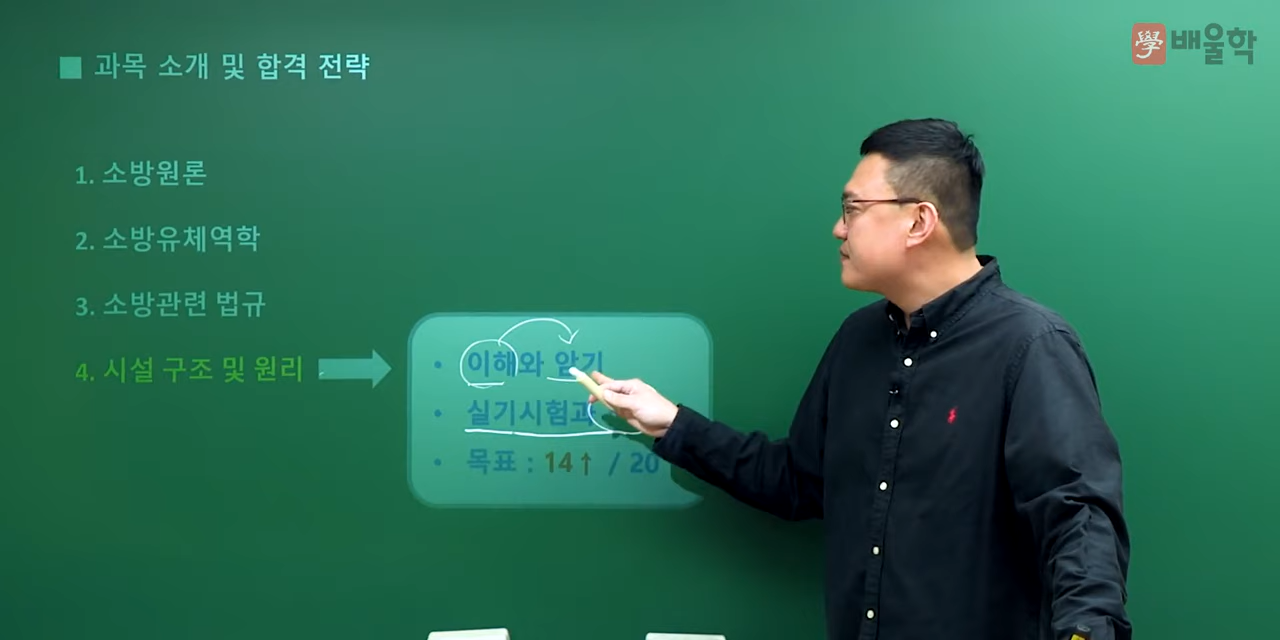 ■ 과목 소개 및 합격 전략
學 배울학
1. 소방원론
2. 소방유체역학
3. 소방관련 법규
4. 시설 구조 및 원리
• 이해와 암기
• 실기시험과
• 목표 : 14↑ / 20